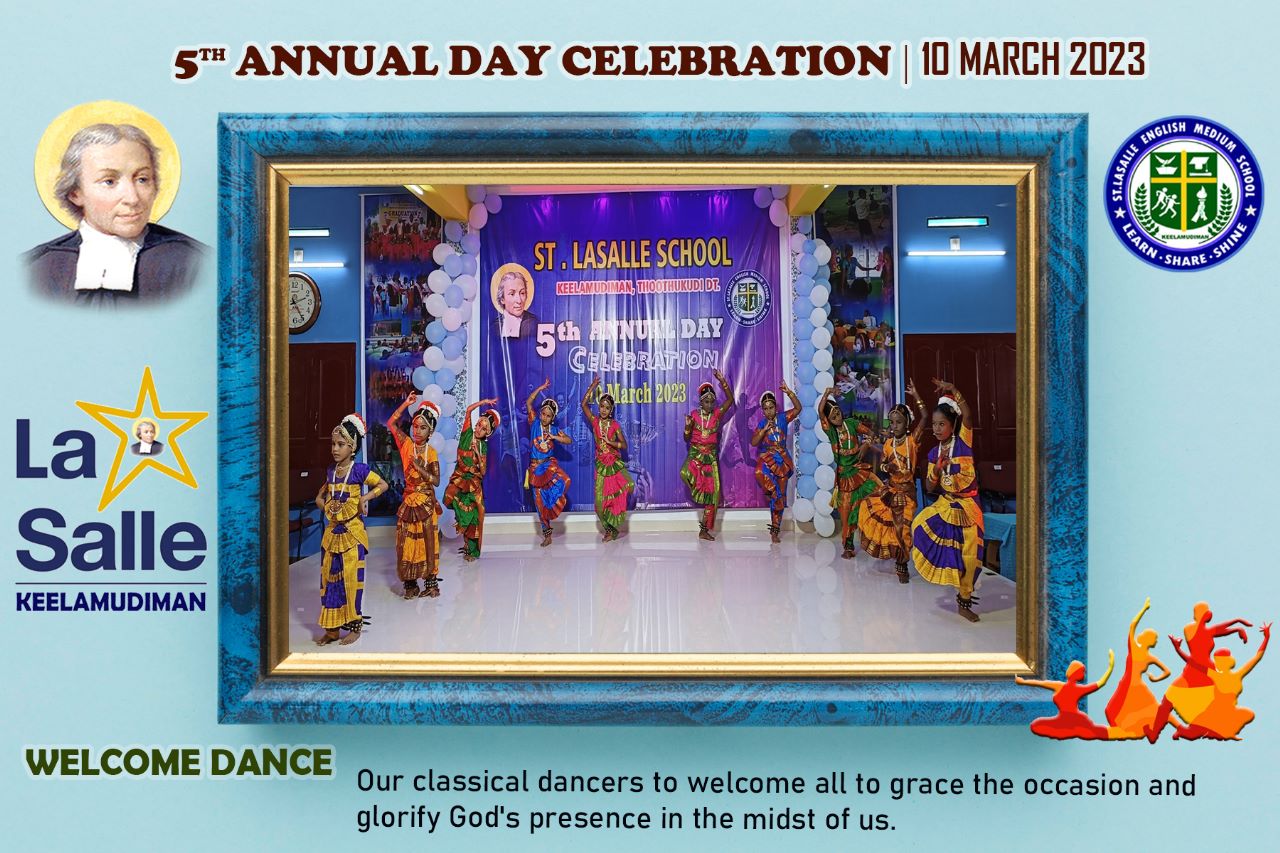 5TH ANNUAL DAY CELEBRATION | 10 MARCH 2023
ST.LASALLE ENGLISH MEDIUM SCHOOL
KEELAMUDIMAN
LEARN · SHARE · SHINE
GRADUATION
ST . LASALLE SCHOOL
KEELAMUDIMAN, THOOTHUKUDI DT.
5th ANNUAL DAY
CELEBRATION
March 2023
La
Salle
KEELAMUDIMAN
WELCOME DANCE
Our classical dancers to welcome all to grace the occasion and
glorify God's presence in the midst of us.